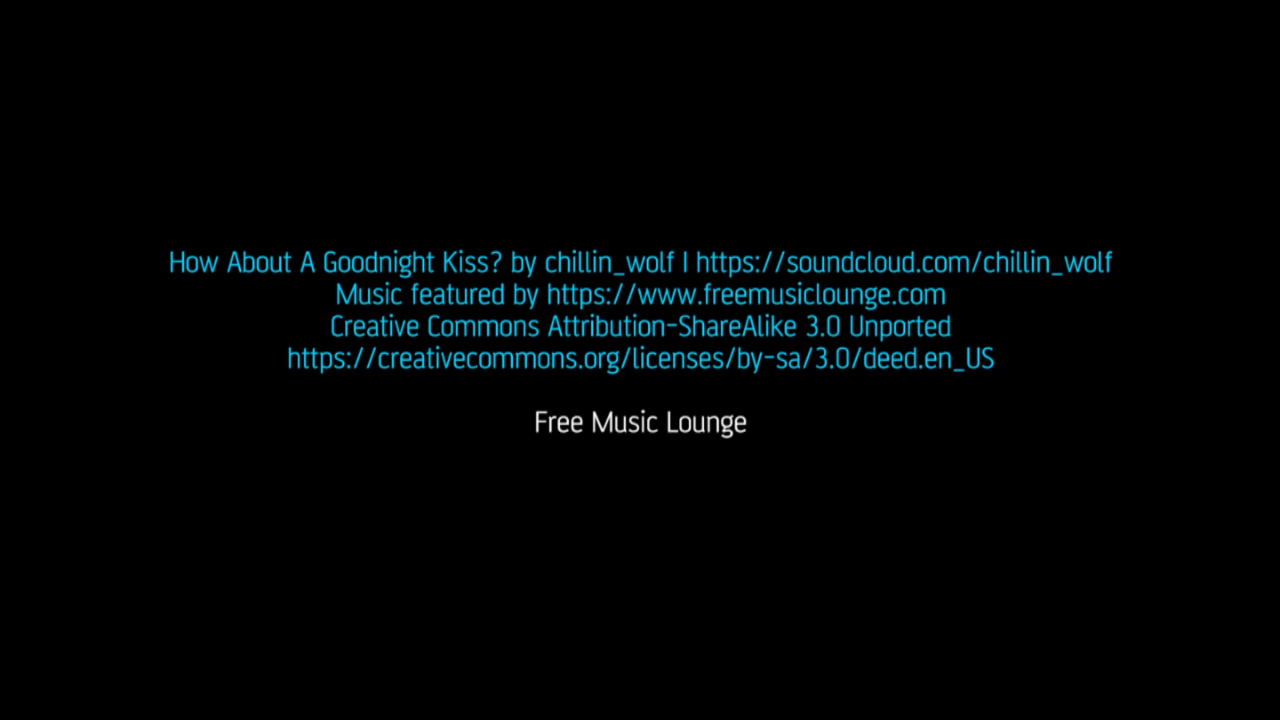 How About A Goodnight Kiss? by chillin_wolf | https://soundcloud.com/chillin_wolf
Music featured by https://www.freemusiclounge.com
Creative Commons Attribution-ShareAlike 3.0 Unported
https://creativecommons.org/licenses/by-sa/3.0/deed.en_US
Free Music Lounge